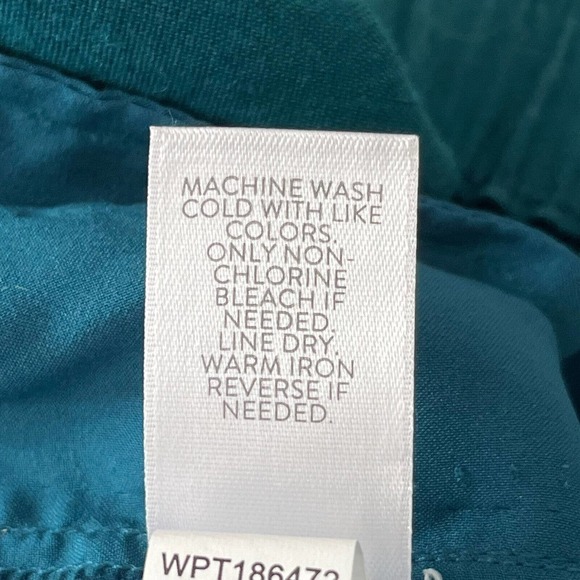 MACHINE WASH
COLD WITH LIKE
COLORS.
ONLY NON-
CHLORINE
BLEACH IF
NEEDED.
LINE DRY,
WARM IRON
REVERSE IF
NEEDED.
WPT186472